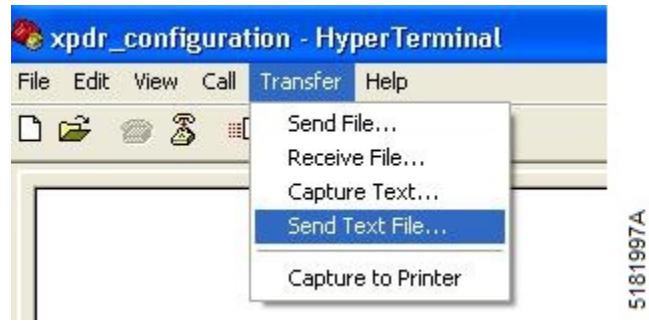 xpdr_configuration - HyperTerminal
File Edit View Call Transfer Help
Send File...
Receive File...
Capture Text...
Send Text File...
Capture to Printer
5181997A